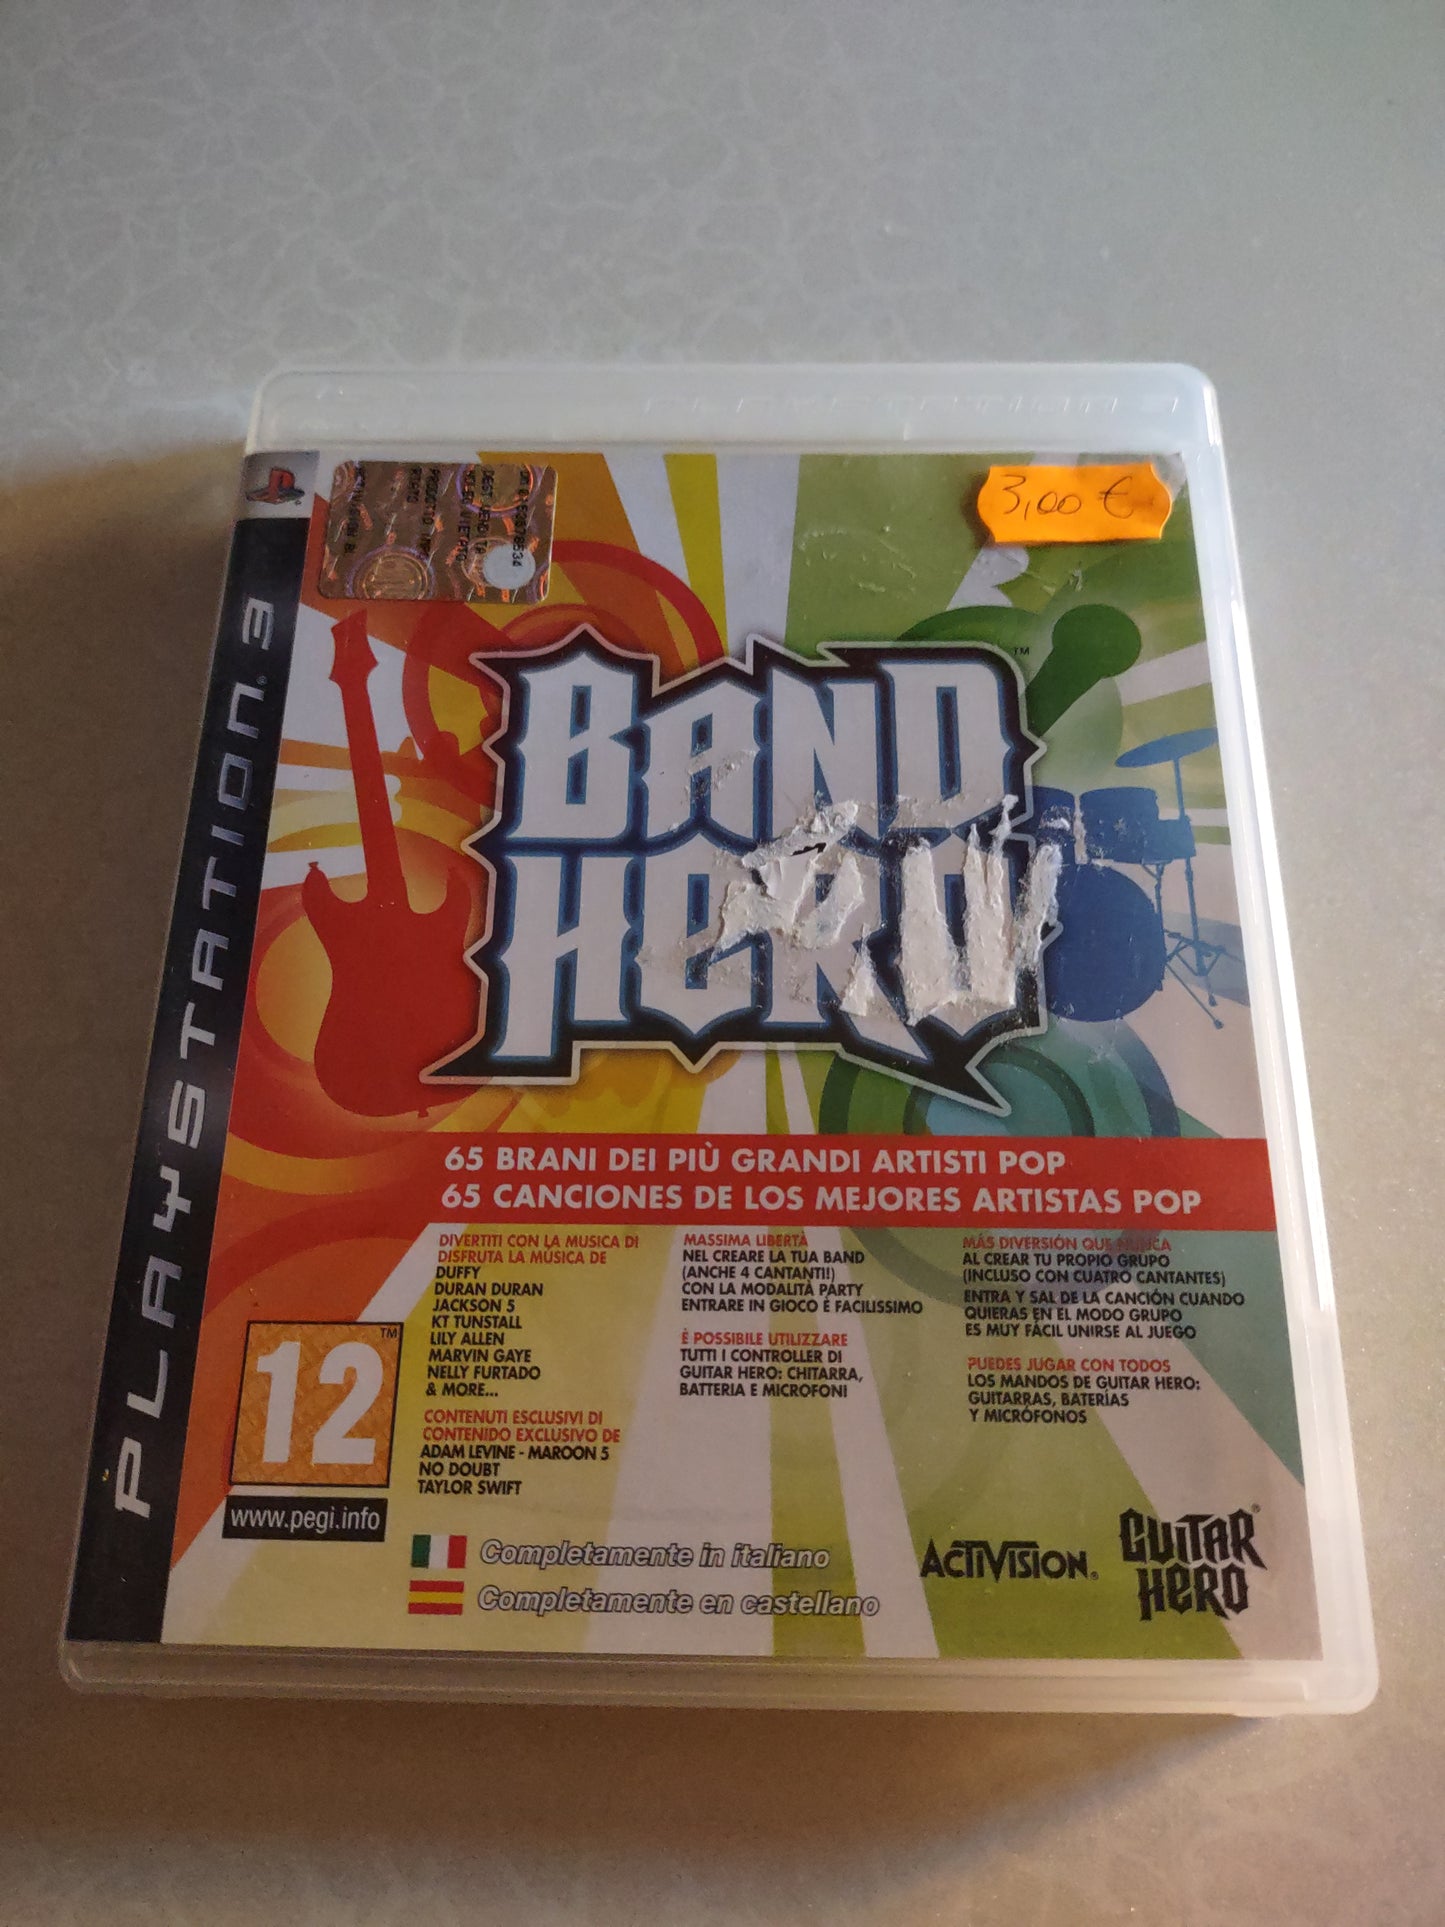 PLAYSTATION 3
3,00 €
PLAYSTATION®3
BAND
HERO
™
65 BRANI DEI PIÙ GRANDI ARTISTI POP
65 CANCIONES DE LOS MEJORES ARTISTAS POP
DIVERTITI CON LA MUSICA DI
DISFRUTA LA MÚSICA DE
DUFFY
DURAN DURAN
JACKSON 5
KT TUNSTALL
LILY ALLEN
MARVIN GAYE
NELLY FURTADO
& MORE...
CONTENUTI ESCLUSIVI DI
CONTENIDO EXCLUSIVO DE
ADAM LEVINE - MAROON 5
NO DOUBT
TAYLOR SWIFT
MASSIMA LIBERTÀ
NEL CREARE LA TUA BAND
(ANCHE 4 CANTANTI!)
CON LA MODALITÀ PARTY
ENTRARE IN GIOCO È FACILISSIMO
È POSSIBILE UTILIZZARE
TUTTI I CONTROLLER DI
GUITAR HERO: CHITARRA,
BATTERIA E MICROFONI
MÁS DIVERSIÓN QUE NUNCA
AL CREAR TU PROPIO GRUPO
(INCLUSO CON CUATRO CANTANTES)
ENTRA Y SAL DE LA CANCIÓN CUANDO
QUIERAS EN EL MODO GRUPO
ES MUY FÁCIL UNIRSE AL JUEGO
PUEDES JUGAR CON TODOS
LOS MANDOS DE GUITAR HERO:
GUITARRAS, BATERÍAS
Y MICRÓFONOS
12
™
www.pegi.info
Completamente in italiano
Completamente en castellano
ACTIVISION®
GUITAR
HERO
®